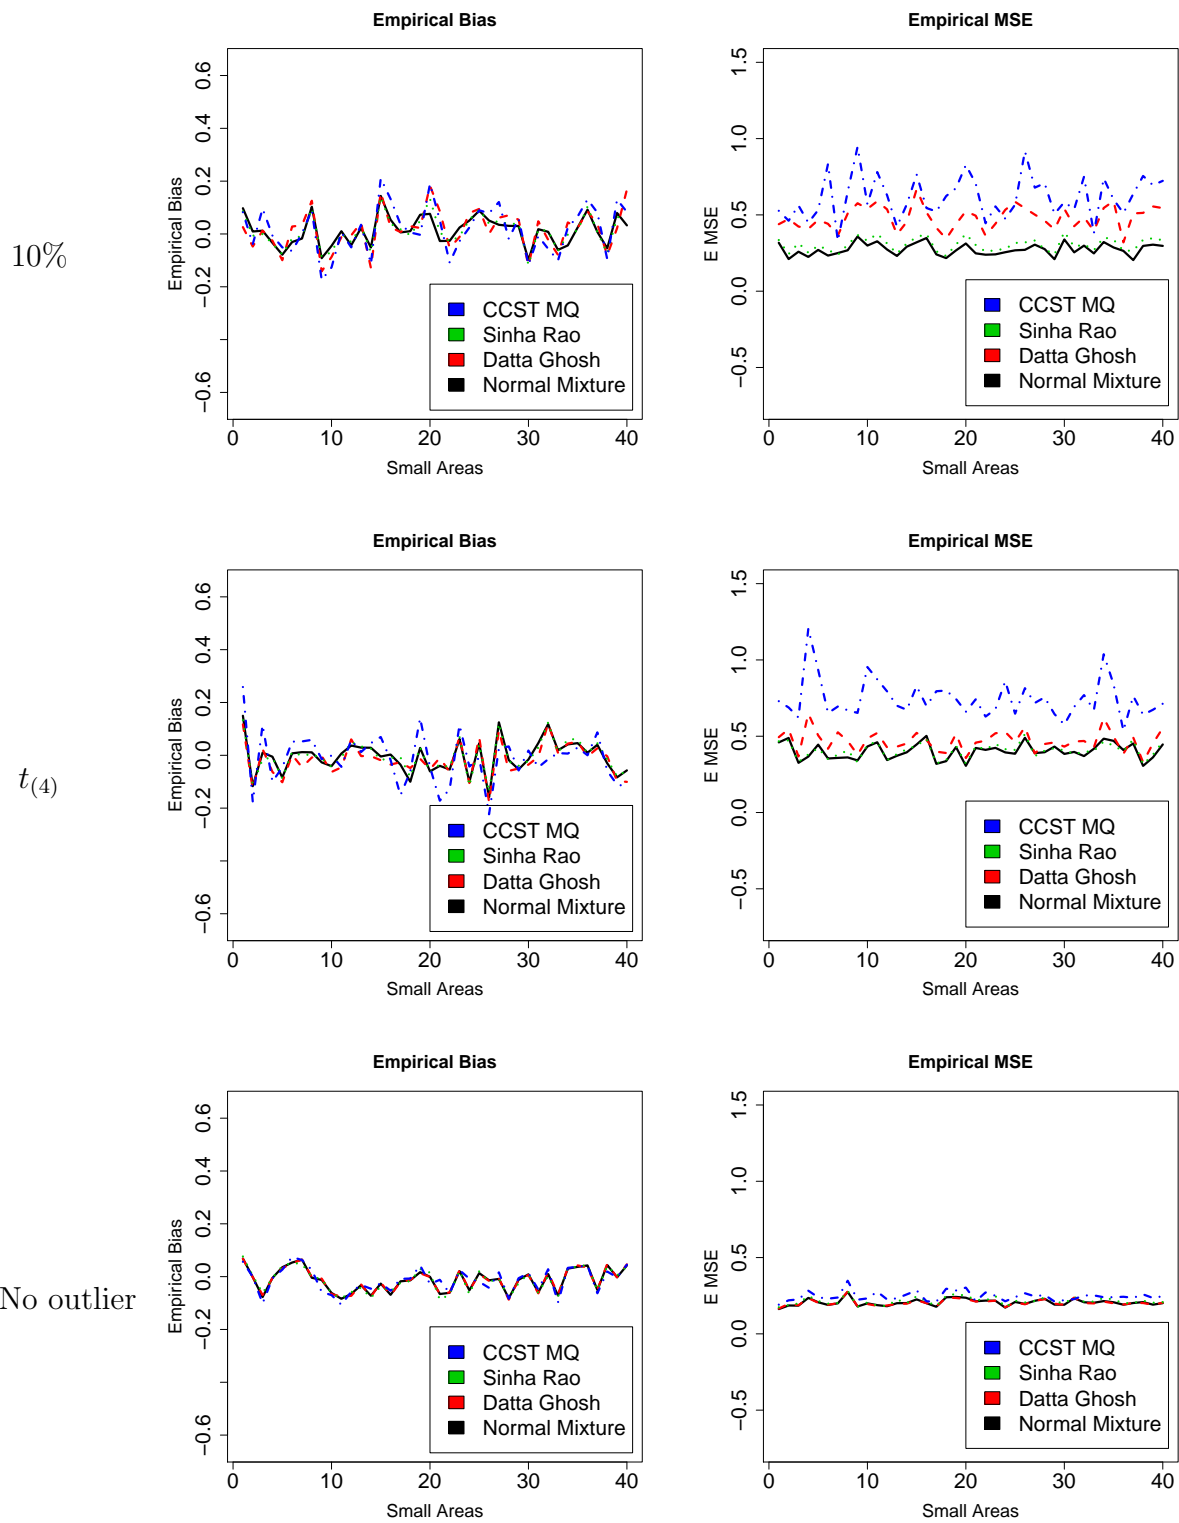 Empirical Bias
Empirical MSE
10%
Empirical Bias
0.6
0.4
0.2
0.0
−0.2
−0.6
CCST MQ
Sinha Rao
Datta Ghosh
Normal Mixture
0 10 20 30 40
Small Areas
E MSE
1.5
1.0
0.5
0.0
−0.5
CCST MQ
Sinha Rao
Datta Ghosh
Normal Mixture
0 10 20 30 40
Small Areas
Empirical Bias
Empirical MSE
t(4)
Empirical Bias
0.6
0.4
0.2
0.0
−0.2
−0.6
CCST MQ
Sinha Rao
Datta Ghosh
Normal Mixture
0 10 20 30 40
Small Areas
E MSE
1.5
1.0
0.5
0.0
−0.5
CCST MQ
Sinha Rao
Datta Ghosh
Normal Mixture
0 10 20 30 40
Small Areas
Empirical Bias
Empirical MSE
No outlier
Empirical Bias
0.6
0.4
0.2
0.0
−0.2
−0.6
CCST MQ
Sinha Rao
Datta Ghosh
Normal Mixture
0 10 20 30 40
Small Areas
E MSE
1.5
1.0
0.5
0.0
−0.5
CCST MQ
Sinha Rao
Datta Ghosh
Normal Mixture
0 10 20 30 40
Small Areas